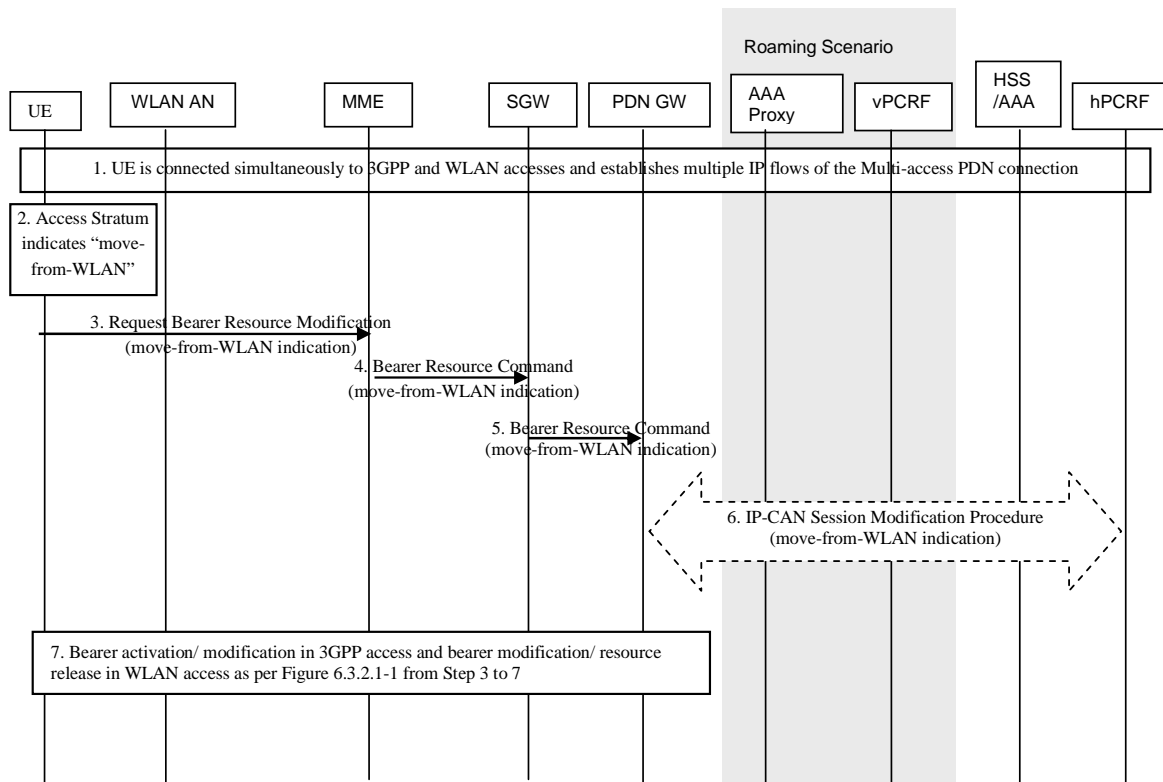 Roaming Scenario
UE
WLAN AN
MME
SGW
PDN GW
AAA
Proxy
vPCRF
HSS
/AAA
hPCRF
1. UE is connected simultaneously to 3GPP and WLAN accesses and establishes multiple IP flows of the Multi-access PDN connection
2. Access Stratum
indicates “move-
from-WLAN”
3. Request Bearer Resource Modification
(move-from-WLAN indication)
4. Bearer Resource Command
(move-from-WLAN indication)
5. Bearer Resource Command
(move-from-WLAN indication)
6. IP-CAN Session Modification Procedure
(move-from-WLAN indication)
7. Bearer activation/ modification in 3GPP access and bearer modification/ resource
release in WLAN access as per Figure 6.3.2.1-1 from Step 3 to 7